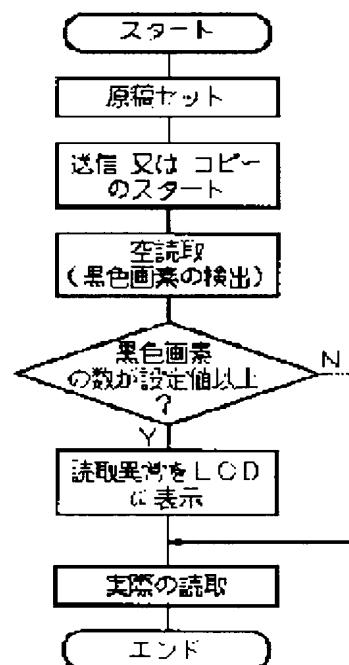 スタート
原稿セット
送信 又は コピー
のスタート
空読取
(黒色画素の検出)
黒色画素
の数が設定値以上
?
N
Y
読取異常をLCD
に表示
実際の読取
エンド